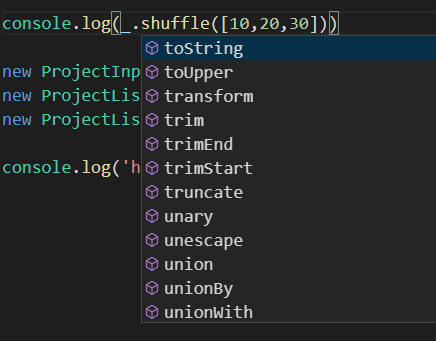 console.log(_.shuffle([10,20,30]))
toString
new ProjectInp
toUpper
new ProjectLis
transform
new ProjectLis
trim
trimEnd
console.log('h
trimStart
truncate
unary
unescape
union
unionBy
unionWith